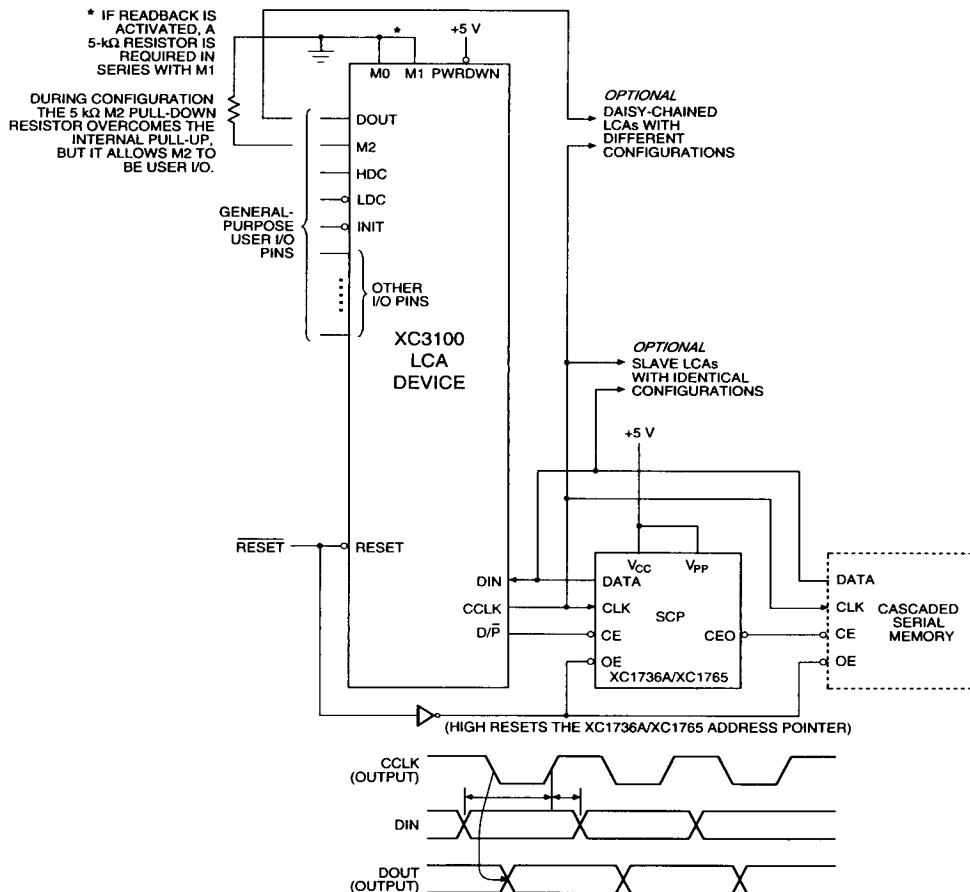 * IF READBACK IS
ACTIVATED, A
5-kΩ RESISTOR IS
REQUIRED IN
SERIES WITH M1
*
+5 V
M0
M1
PWRDWN
DURING CONFIGURATION
THE 5 kΩ M2 PULL-DOWN
RESISTOR OVERCOMES THE
INTERNAL PULL-UP,
BUT IT ALLOWS M2 TO
BE USER I/O.
DOUT
M2
HDC
LDC
INIT
GENERAL-
PURPOSE
USER I/O
PINS
OTHER
I/O PINS
XC3100
LCA
DEVICE
OPTIONAL
DAISY-CHAINED
LCAs WITH
DIFFERENT
CONFIGURATIONS
OPTIONAL
SLAVE LCAs
WITH IDENTICAL
CONFIGURATIONS
+5 V
RESET
RESET
DIN
CCLK
D/P
VCC
VPP
DATA
CLK
SCP
CE
CEO
OE
XC1736A/XC1765
DATA
CLK
CE
OE
CASCADED
SERIAL
MEMORY
(HIGH RESETS THE XC1736A/XC1765 ADDRESS POINTER)
CCLK
(OUTPUT)
DIN
DOUT
(OUTPUT)